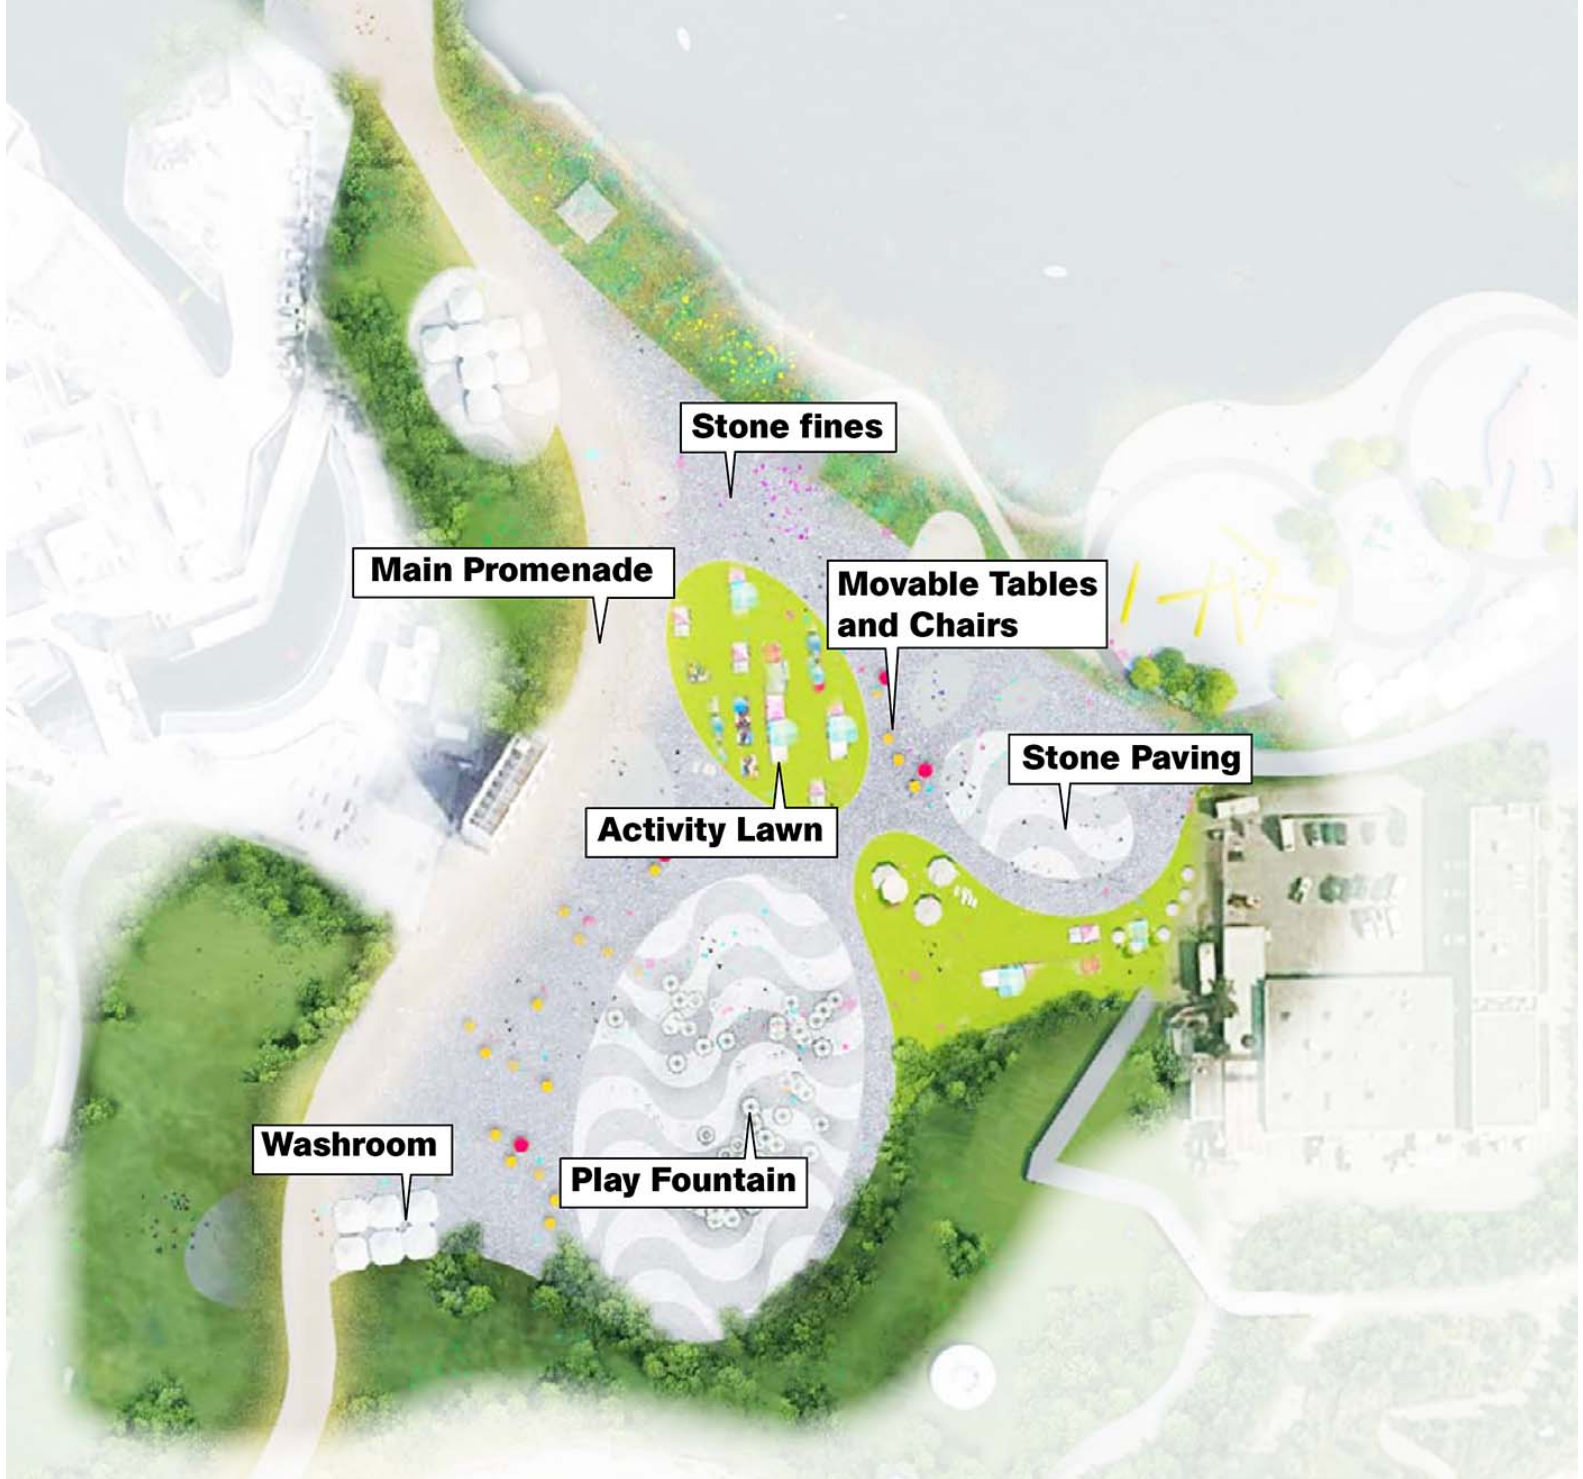 Stone fines
Main Promenade
Movable Tables
and Chairs
Stone Paving
Activity Lawn
Washroom
Play Fountain